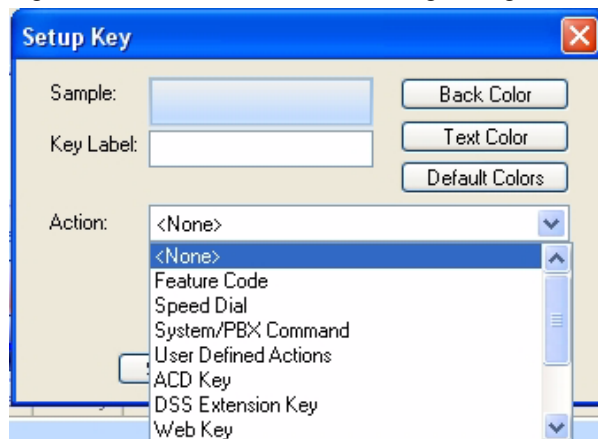 Setup Key
Sample:
Back Color
Key Label:
Text Color
Default Colors
Action:
<None>
<None>
Feature Code
Speed Dial
System/PBX Command
User Defined Actions
ACD Key
DSS Extension Key
Web Key